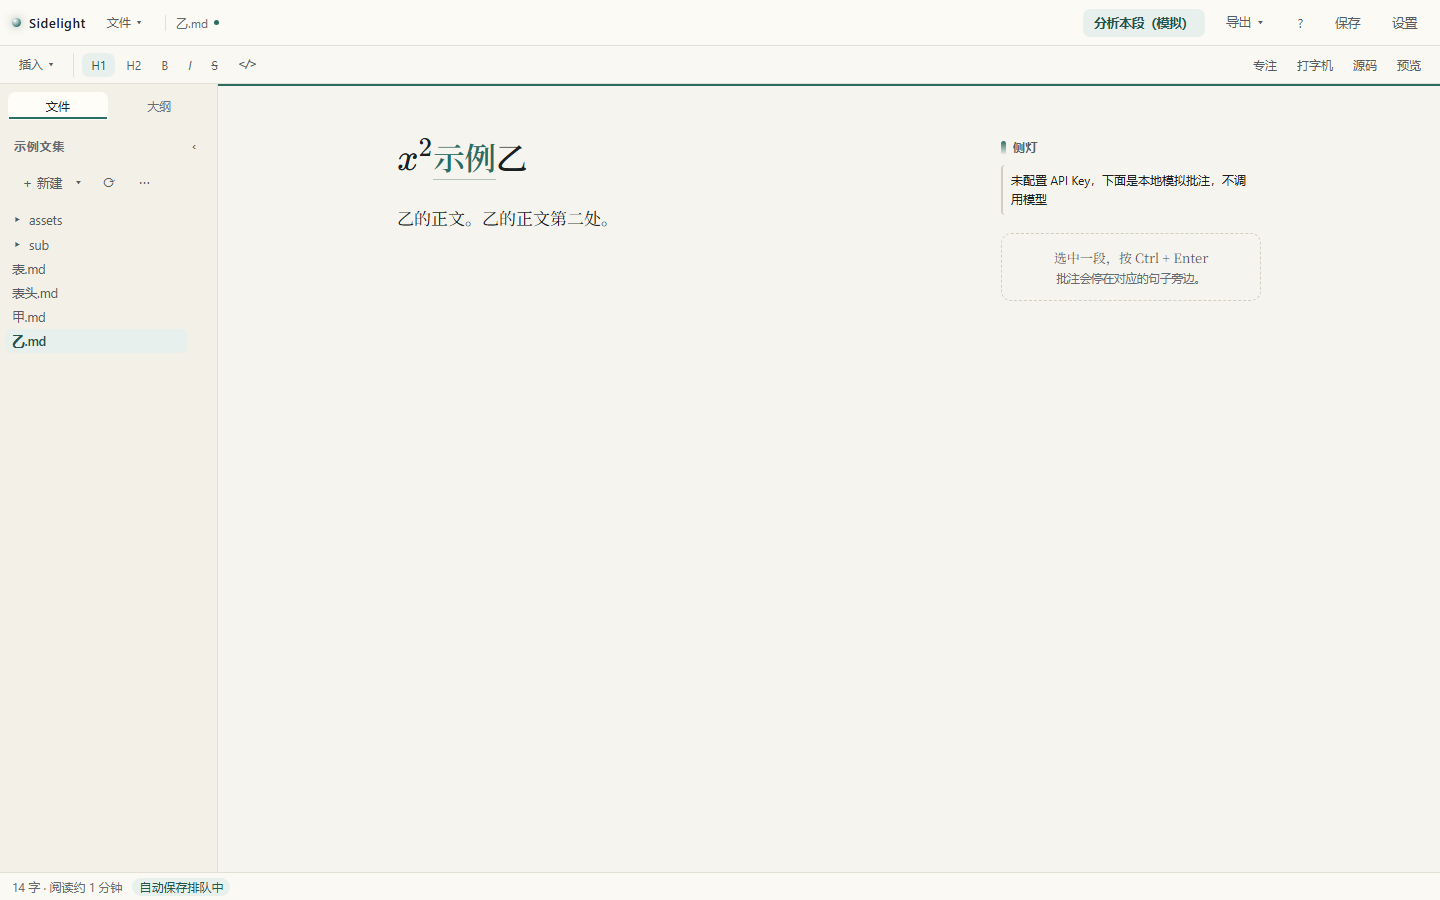 Sidelight 文件 乙.md 分析本段（模拟） 导出 ? 保存 设置
插入 H1 H2 B I S </> 专注 打字机 源码 预览
文件 大纲
示例文集
+ 新建 ···
assets
sub
表.md
表头.md
甲.md
乙.md
x²示例乙
乙的正文。乙的正文第二处。
侧灯
未配置 API Key，下面是本地模拟批注，不调
用模型
选中一段，按 Ctrl + Enter
批注会停在对应的句子旁边。
14 字 · 阅读约 1 分钟 自动保存排队中